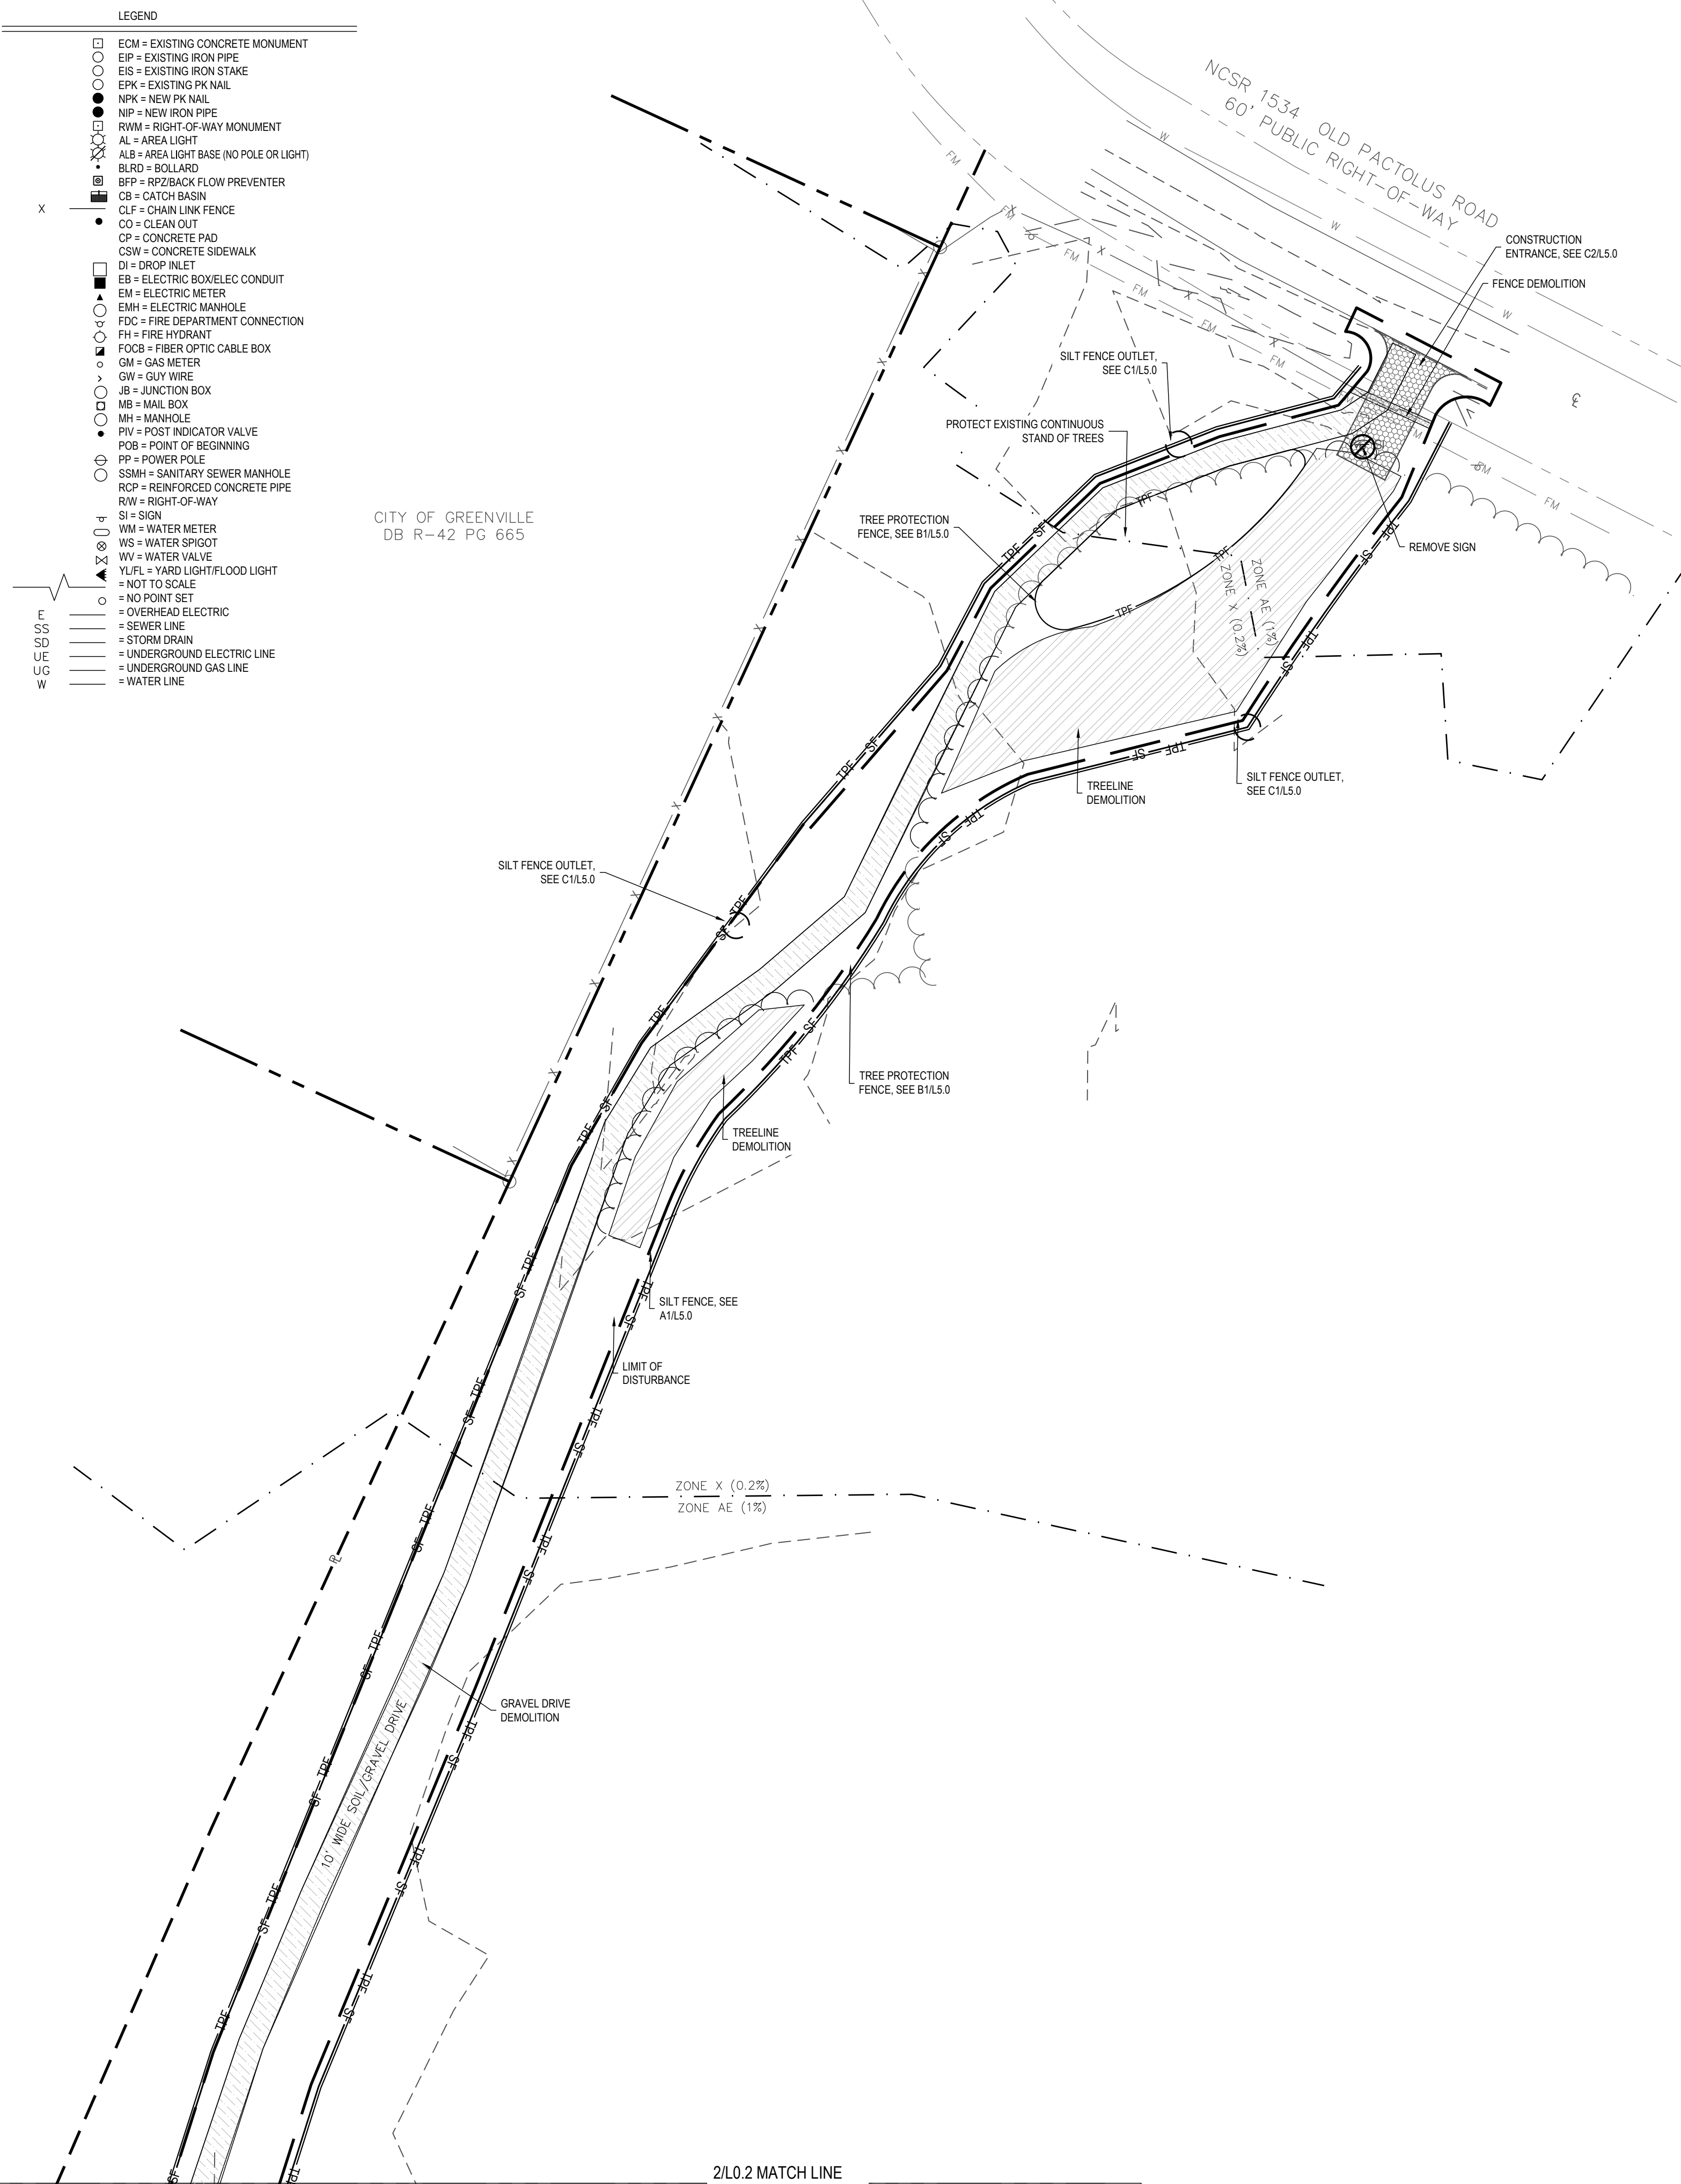 LEGEND
ECM = EXISTING CONCRETE MONUMENT
EIP = EXISTING IRON PIPE
EIS = EXISTING IRON STAKE
EPK = EXISTING PK NAIL
NPK = NEW PK NAIL
NIP = NEW IRON PIPE
RWM = RIGHT-OF-WAY MONUMENT
AL = AREA LIGHT
ALB = AREA LIGHT BASE (NO POLE OR LIGHT)
BLRD = BOLLARD
BFP = RPZ/BACK FLOW PREVENTER
CB = CATCH BASIN
X CLF = CHAIN LINK FENCE
CO = CLEAN OUT
CP = CONCRETE PAD
CSW = CONCRETE SIDEWALK
DI = DROP INLET
EB = ELECTRIC BOX/ELEC CONDUIT
EM = ELECTRIC METER
EMH = ELECTRIC MANHOLE
FDC = FIRE DEPARTMENT CONNECTION
FH = FIRE HYDRANT
FOCB = FIBER OPTIC CABLE BOX
GM = GAS METER
GW = GUY WIRE
JB = JUNCTION BOX
MB = MAIL BOX
MH = MANHOLE
PIV = POST INDICATOR VALVE
POB = POINT OF BEGINNING
PP = POWER POLE
SSMH = SANITARY SEWER MANHOLE
RCP = REINFORCED CONCRETE PIPE
R/W = RIGHT-OF-WAY
SI = SIGN
WM = WATER METER
WS = WATER SPIGOT
WV = WATER VALVE
YL/FL = YARD LIGHT/FLOOD LIGHT
= NOT TO SCALE
= NO POINT SET
E = OVERHEAD ELECTRIC
SS = SEWER LINE
SD = STORM DRAIN
UE = UNDERGROUND ELECTRIC LINE
UG = UNDERGROUND GAS LINE
W = WATER LINE
NCSR 1534 OLD PACTOLUS ROAD
60' PUBLIC RIGHT-OF-WAY
CONSTRUCTION
ENTRANCE, SEE C2/L5.0
FENCE DEMOLITION
SILT FENCE OUTLET,
SEE C1/L5.0
PROTECT EXISTING CONTINUOUS
STAND OF TREES
CITY OF GREENVILLE
DB R-42 PG 665
TREE PROTECTION
FENCE, SEE B1/L5.0
REMOVE SIGN
ZONE AE (1%)
ZONE X (0.2%)
TREELINE
DEMOLITION
SILT FENCE OUTLET,
SEE C1/L5.0
SILT FENCE OUTLET,
SEE C1/L5.0
TREE PROTECTION
FENCE, SEE B1/L5.0
TREELINE
DEMOLITION
SILT FENCE, SEE
A1/L5.0
LIMIT OF
DISTURBANCE
ZONE X (0.2%)
ZONE AE (1%)
GRAVEL DRIVE
DEMOLITION
10' WIDE SOIL/GRAVEL DRIVE
2/L0.2 MATCH LINE